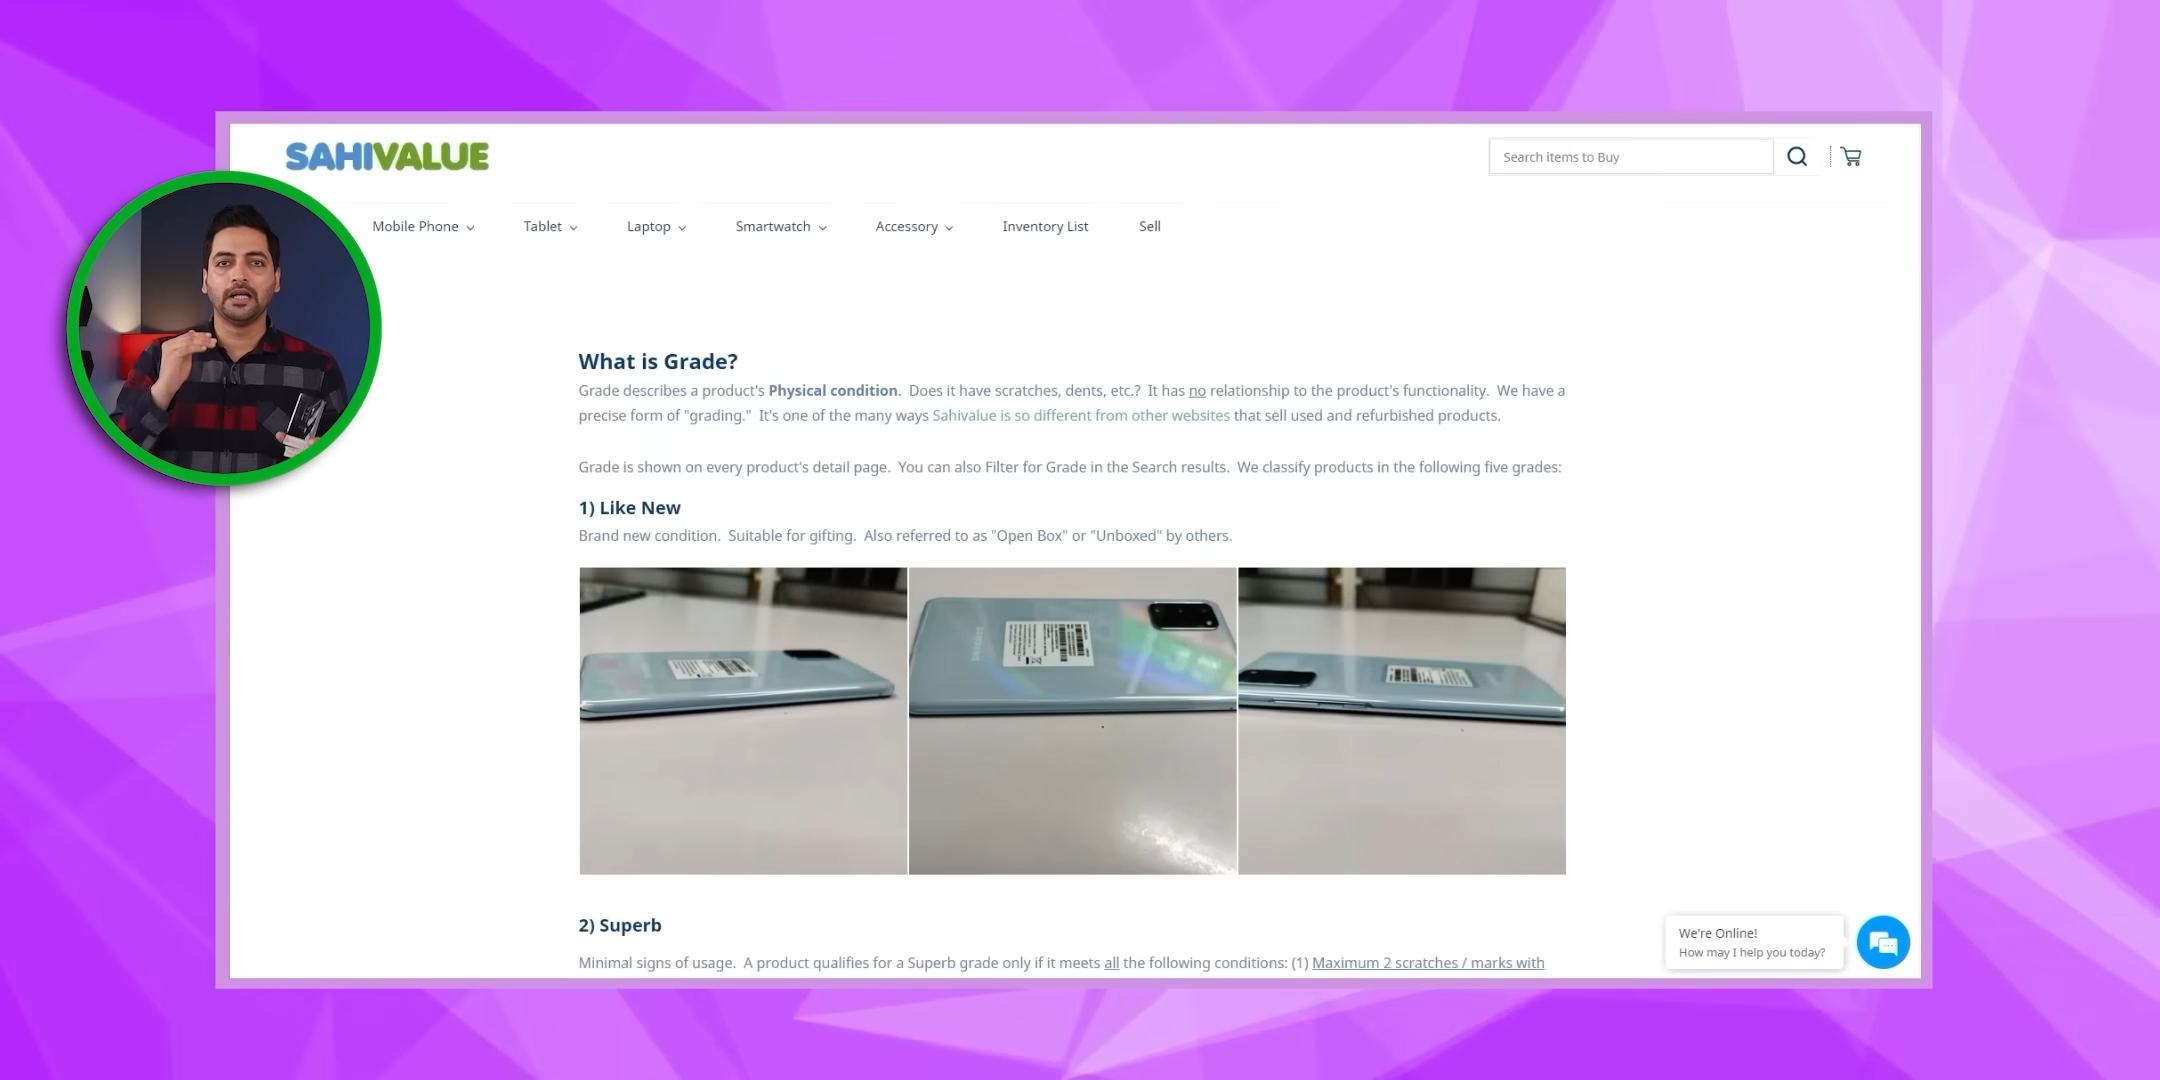 SAHIVALUE
Search items to Buy
Mobile Phone
Tablet
Laptop
Smartwatch
Accessory
Inventory List
Sell
What is Grade?
Grade describes a product's Physical condition. Does it have scratches, dents, etc.? It has no relationship to the product's functionality. We have a
precise form of "grading." It's one of the many ways Sahivalue is so different from other websites that sell used and refurbished products.
Grade is shown on every product's detail page. You can also Filter for Grade in the Search results. We classify products in the following five grades:
1) Like New
Brand new condition. Suitable for gifting. Also referred to as "Open Box" or "Unboxed" by others.
2) Superb
Minimal signs of usage. A product qualifies for a Superb grade only if it meets all the following conditions: (1) Maximum 2 scratches / marks with
We're Online!
How may I help you today?